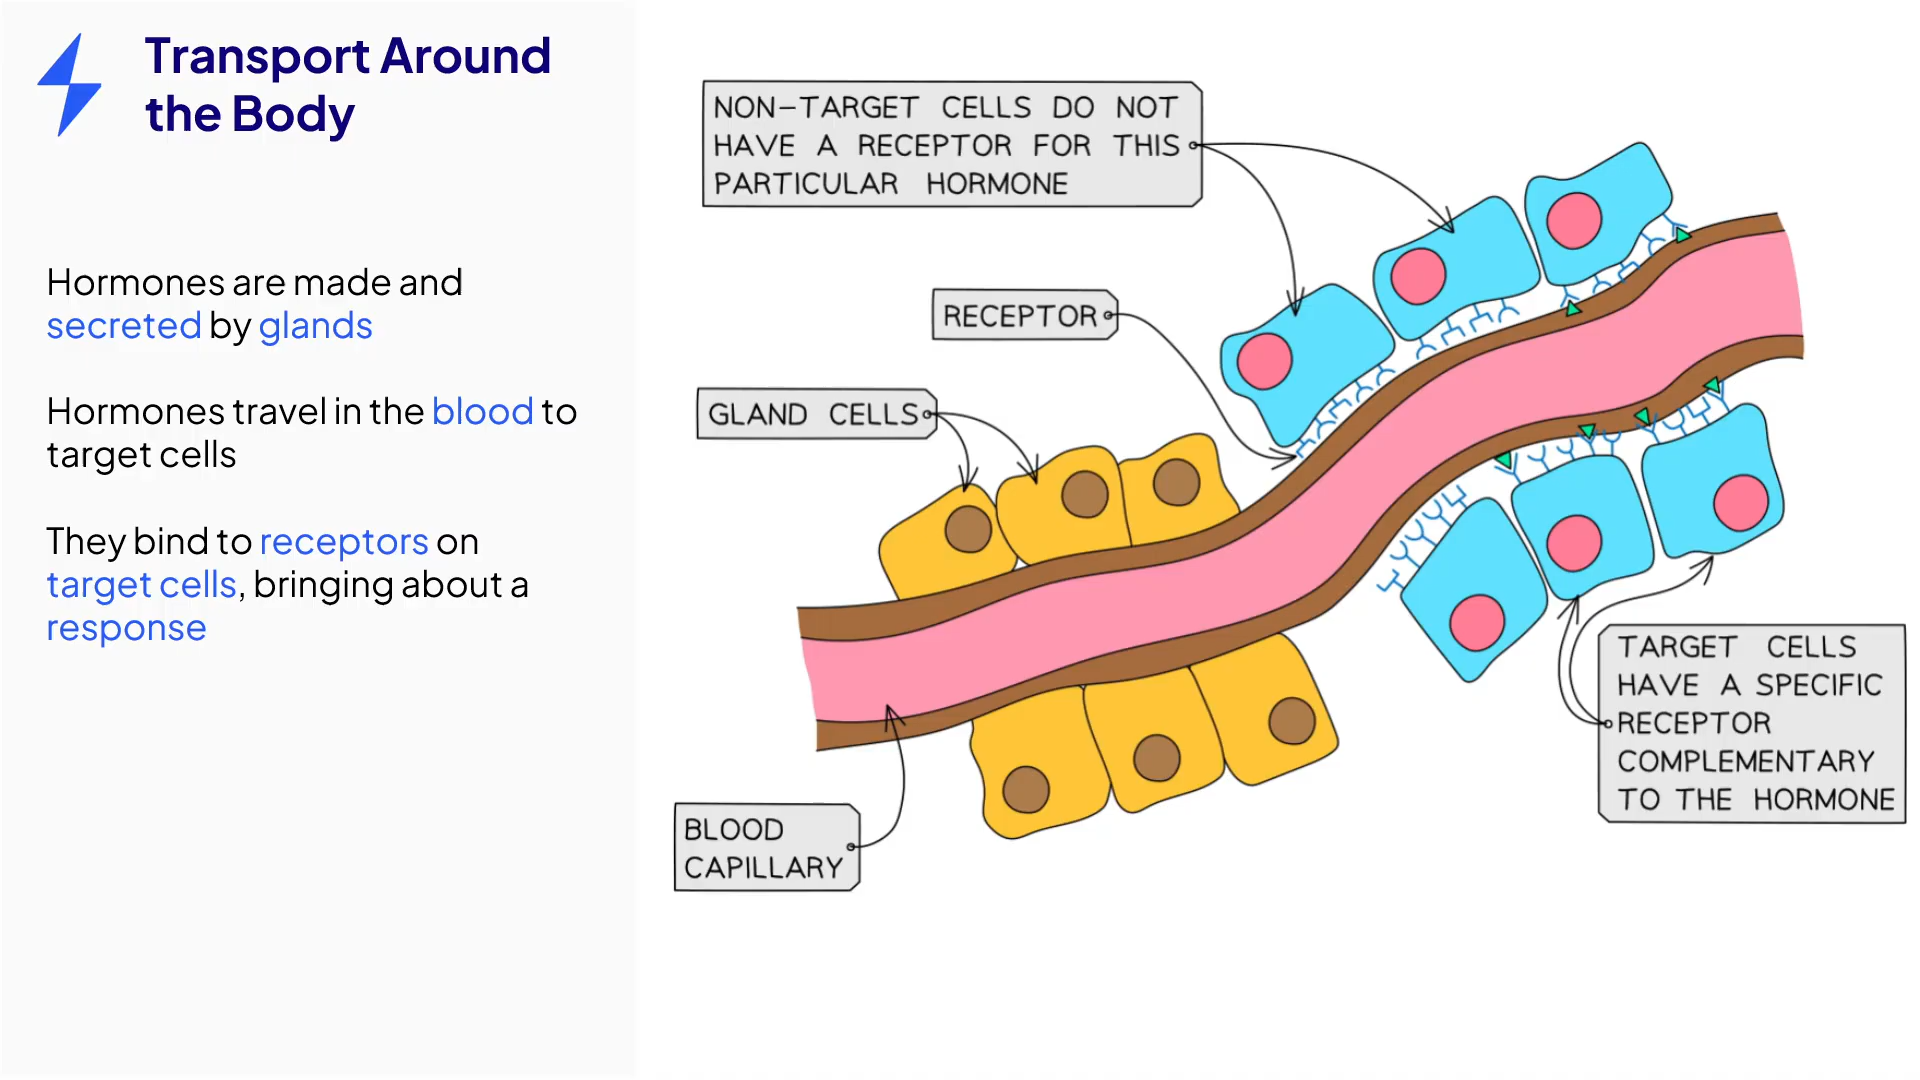 Transport Around
the Body
Hormones are made and
secreted by glands
Hormones travel in the blood to
target cells
They bind to receptors on
target cells, bringing about a
response
NON-TARGET CELLS DO NOT
HAVE A RECEPTOR FOR THIS
PARTICULAR HORMONE
RECEPTOR
GLAND CELLS
BLOOD
CAPILLARY
TARGET CELLS
HAVE A SPECIFIC
RECEPTOR
COMPLEMENTARY
TO THE HORMONE